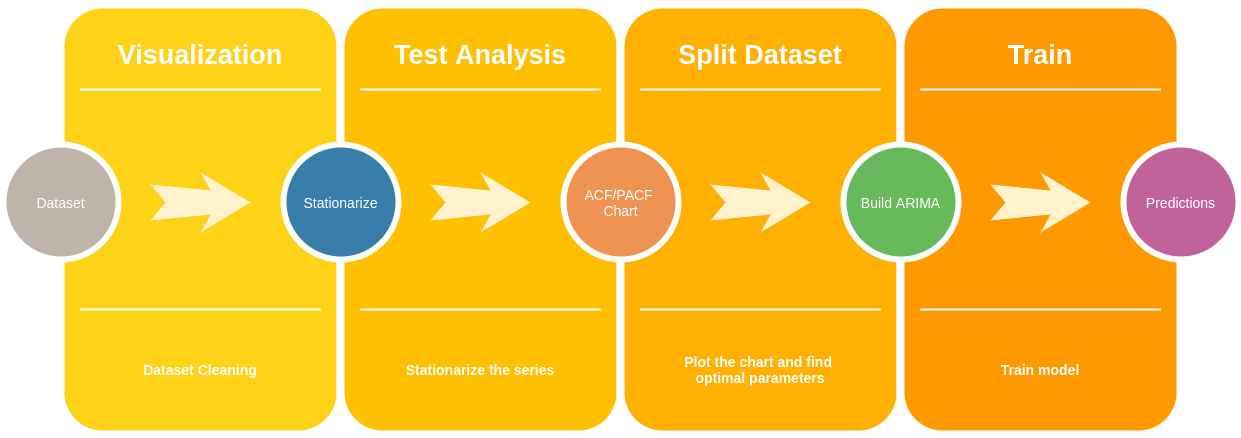 Visualization
Test Analysis
Split Dataset
Train
Dataset
Stationarize
ACF/PACF
Chart
Build ARIMA
Predictions
Dataset Cleaning
Stationarize the series
Plot the chart and find
optimal parameters
Train model